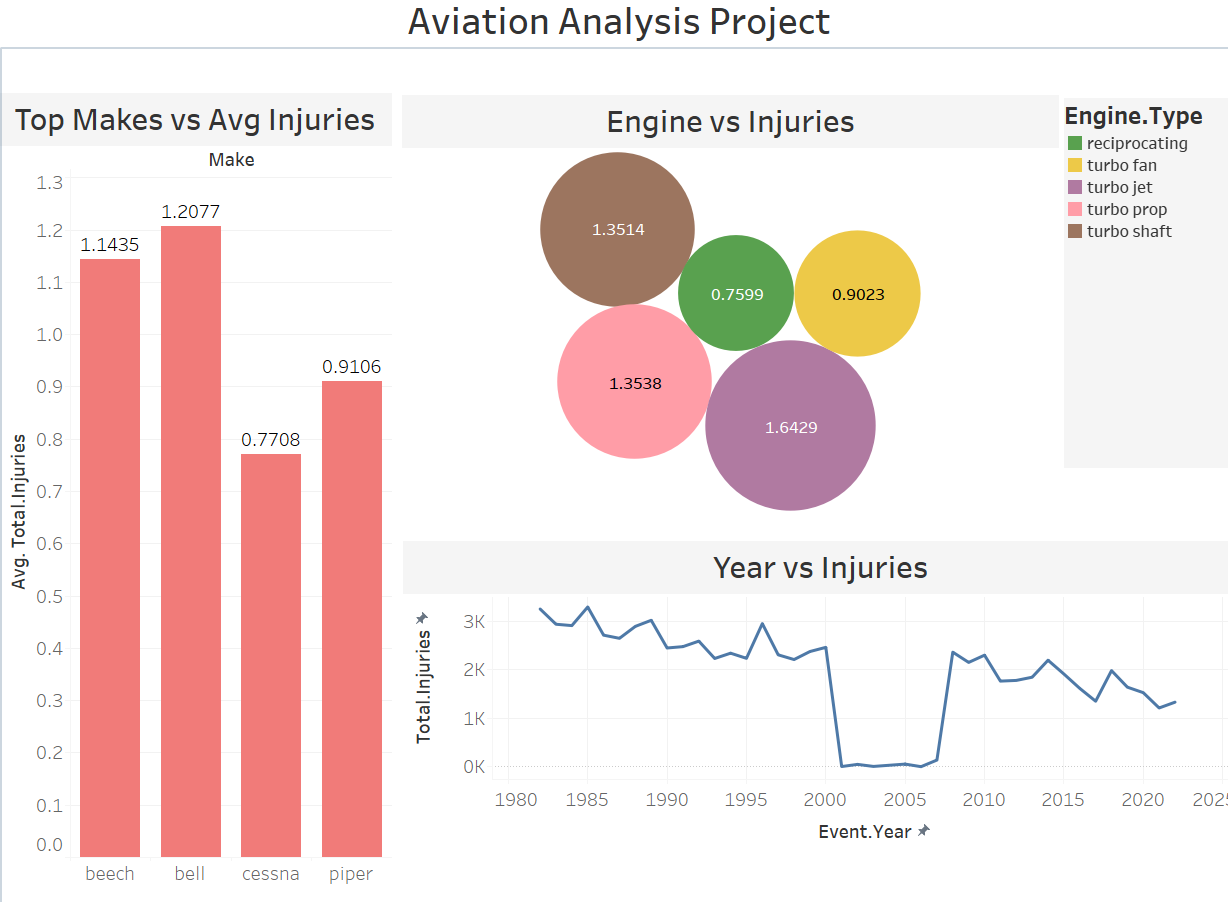 Aviation Analysis Project
Top Makes vs Avg Injuries
Make
Avg. Total.Injuries
1.3
1.2
1.1
1.0
0.9
0.8
0.7
0.6
0.5
0.4
0.3
0.2
0.1
0.0
1.1435
1.2077
0.7708
0.9106
beech bell cessna piper
Engine vs Injuries
1.3514
0.7599
0.9023
1.3538
1.6429
Engine.Type
reciprocating
turbo fan
turbo jet
turbo prop
turbo shaft
Year vs Injuries
Total.Injuries
3K
2K
1K
0K
1980 1985 1990 1995 2000 2005 2010 2015 2020 2025
Event.Year